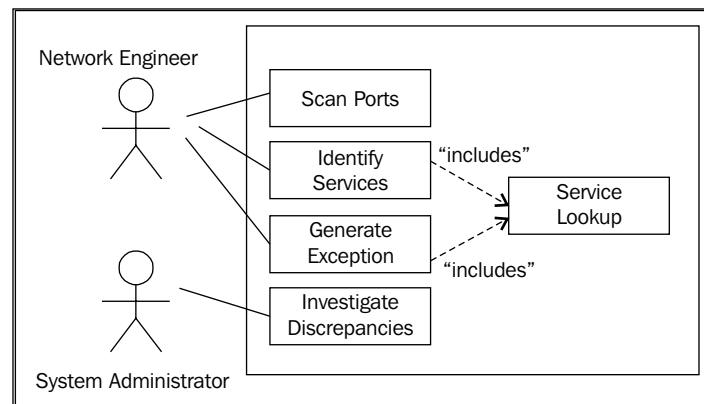 Network Engineer
Scan Ports
Identify
Services
“includes”
Service
Lookup
Generate
Exception
“includes”
Investigate
Discrepancies
System Administrator